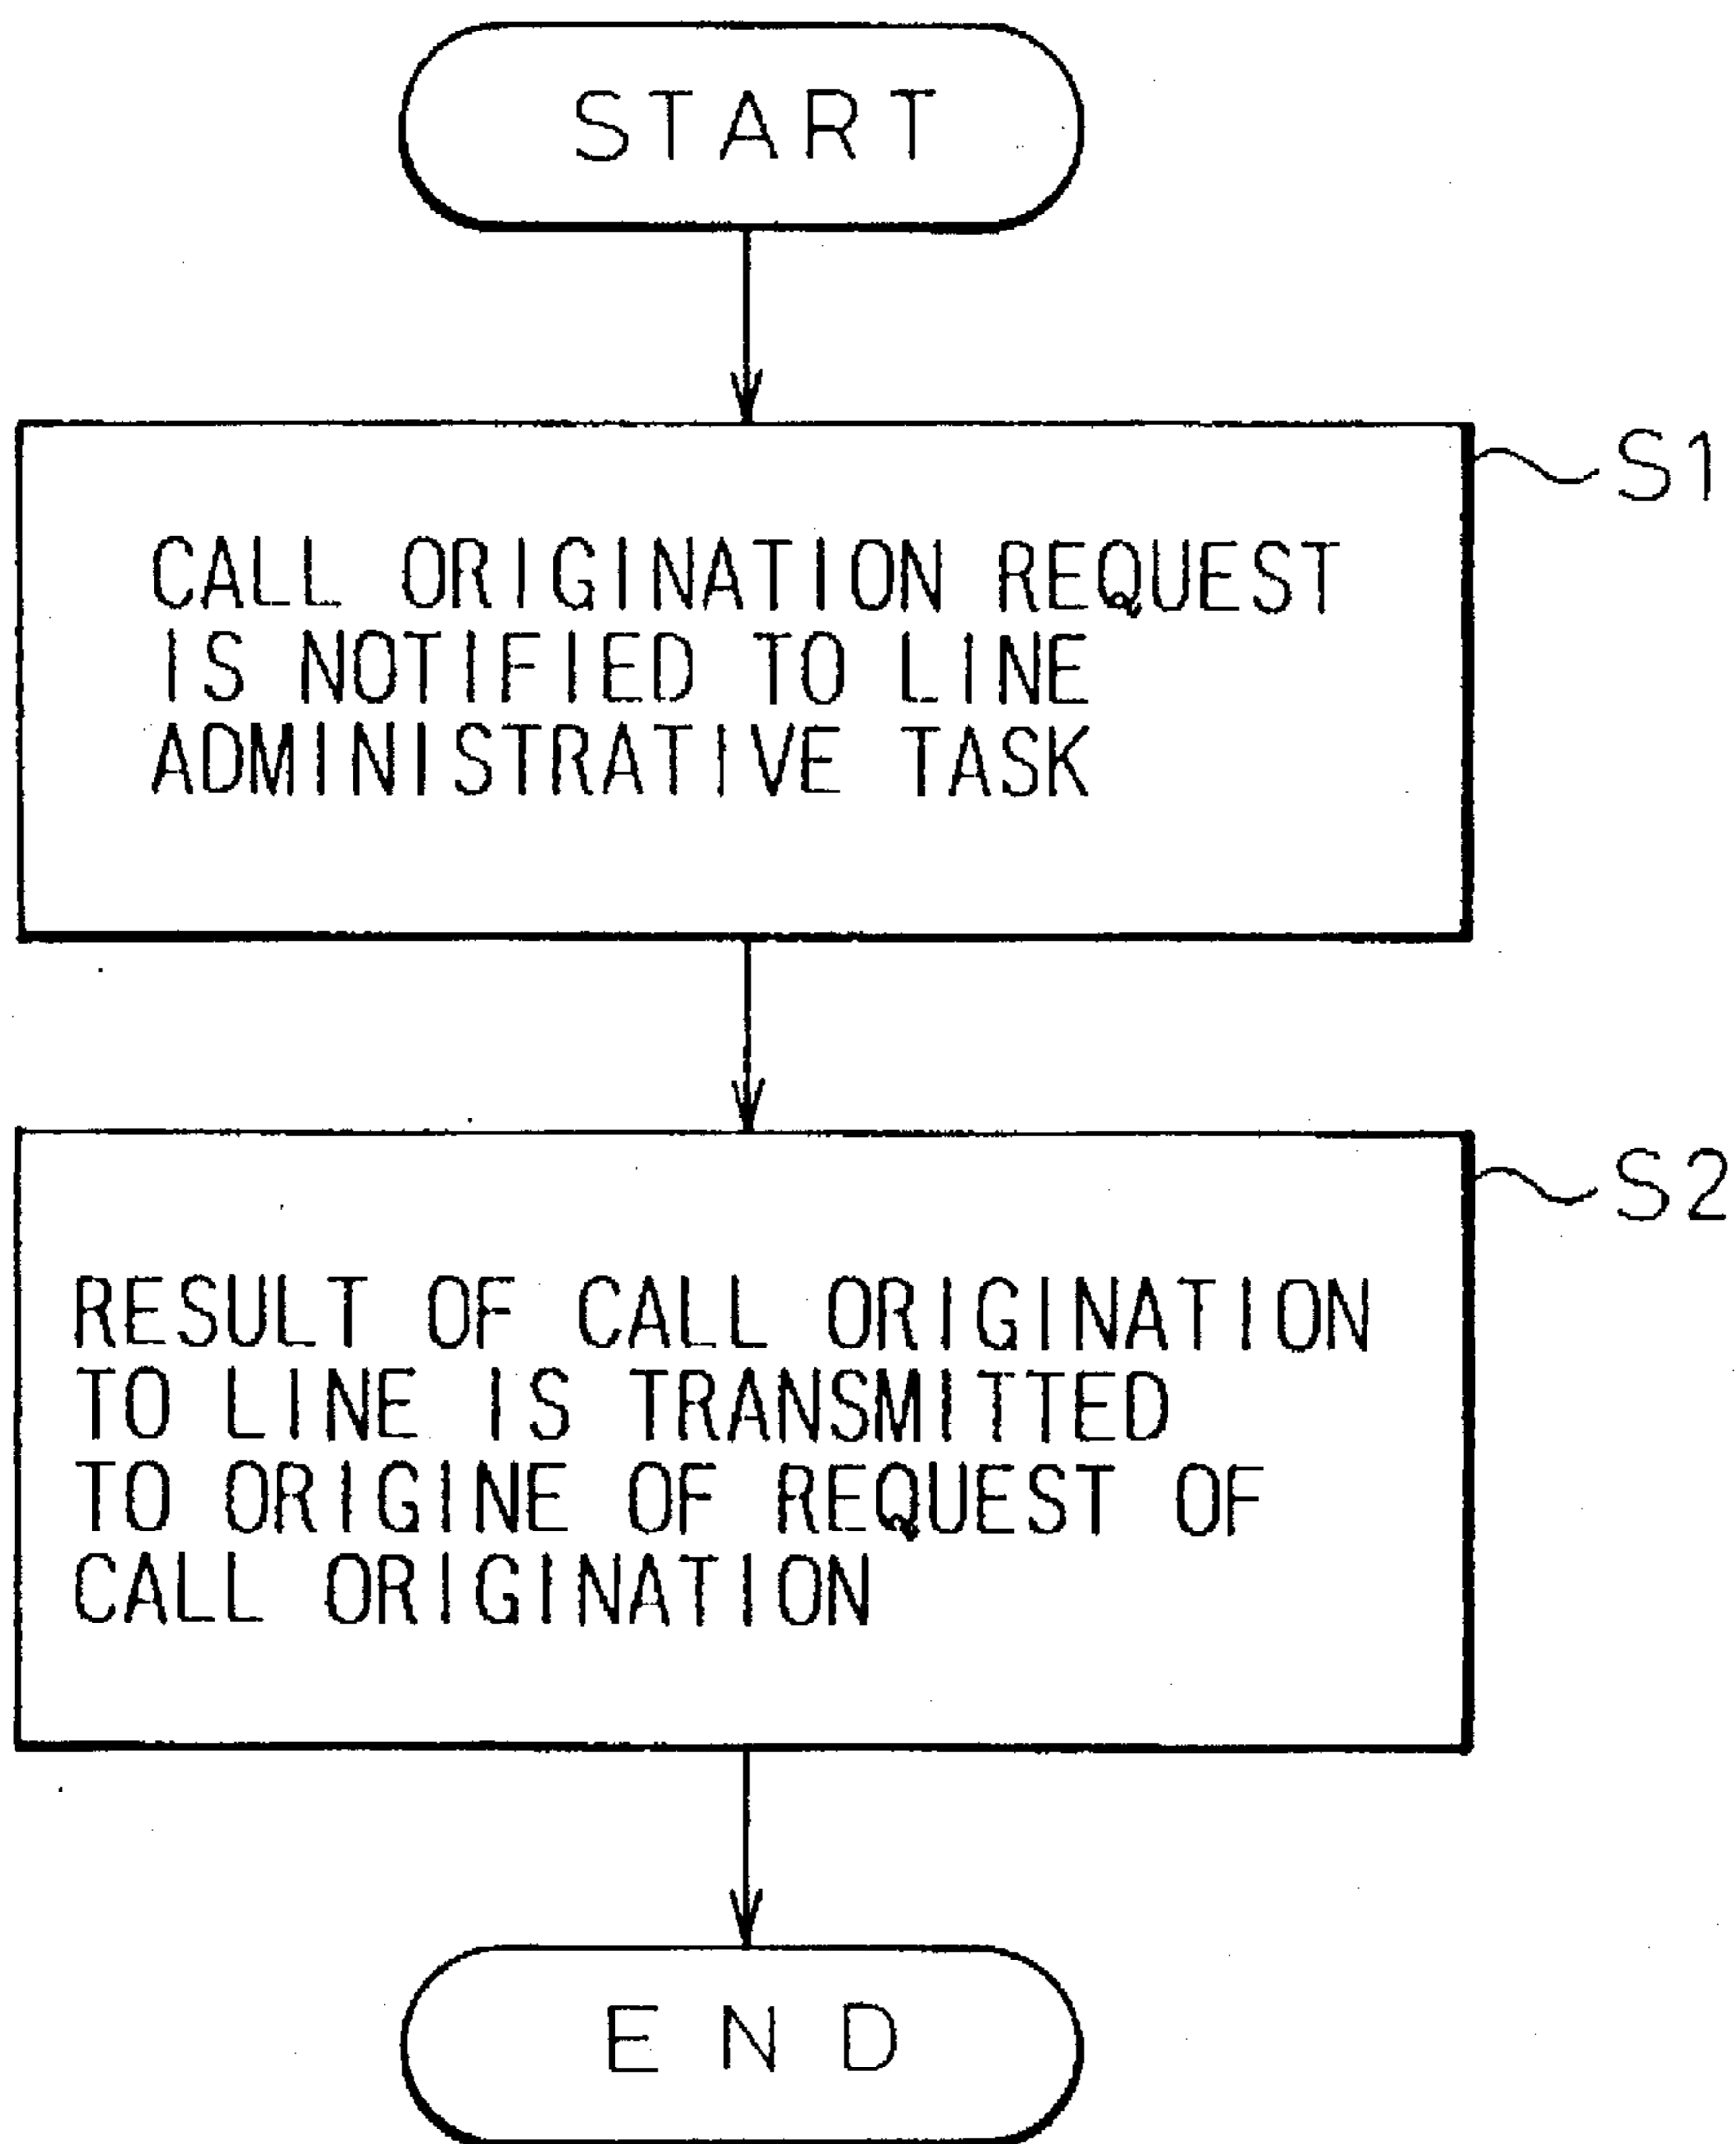 START
S1
CALL ORIGINATION REQUEST
IS NOTIFIED TO LINE
ADMINISTRATIVE TASK
S2
RESULT OF CALL ORIGINATION
TO LINE IS TRANSMITTED
TO ORIGINE OF REQUEST OF
CALL ORIGINATION
END